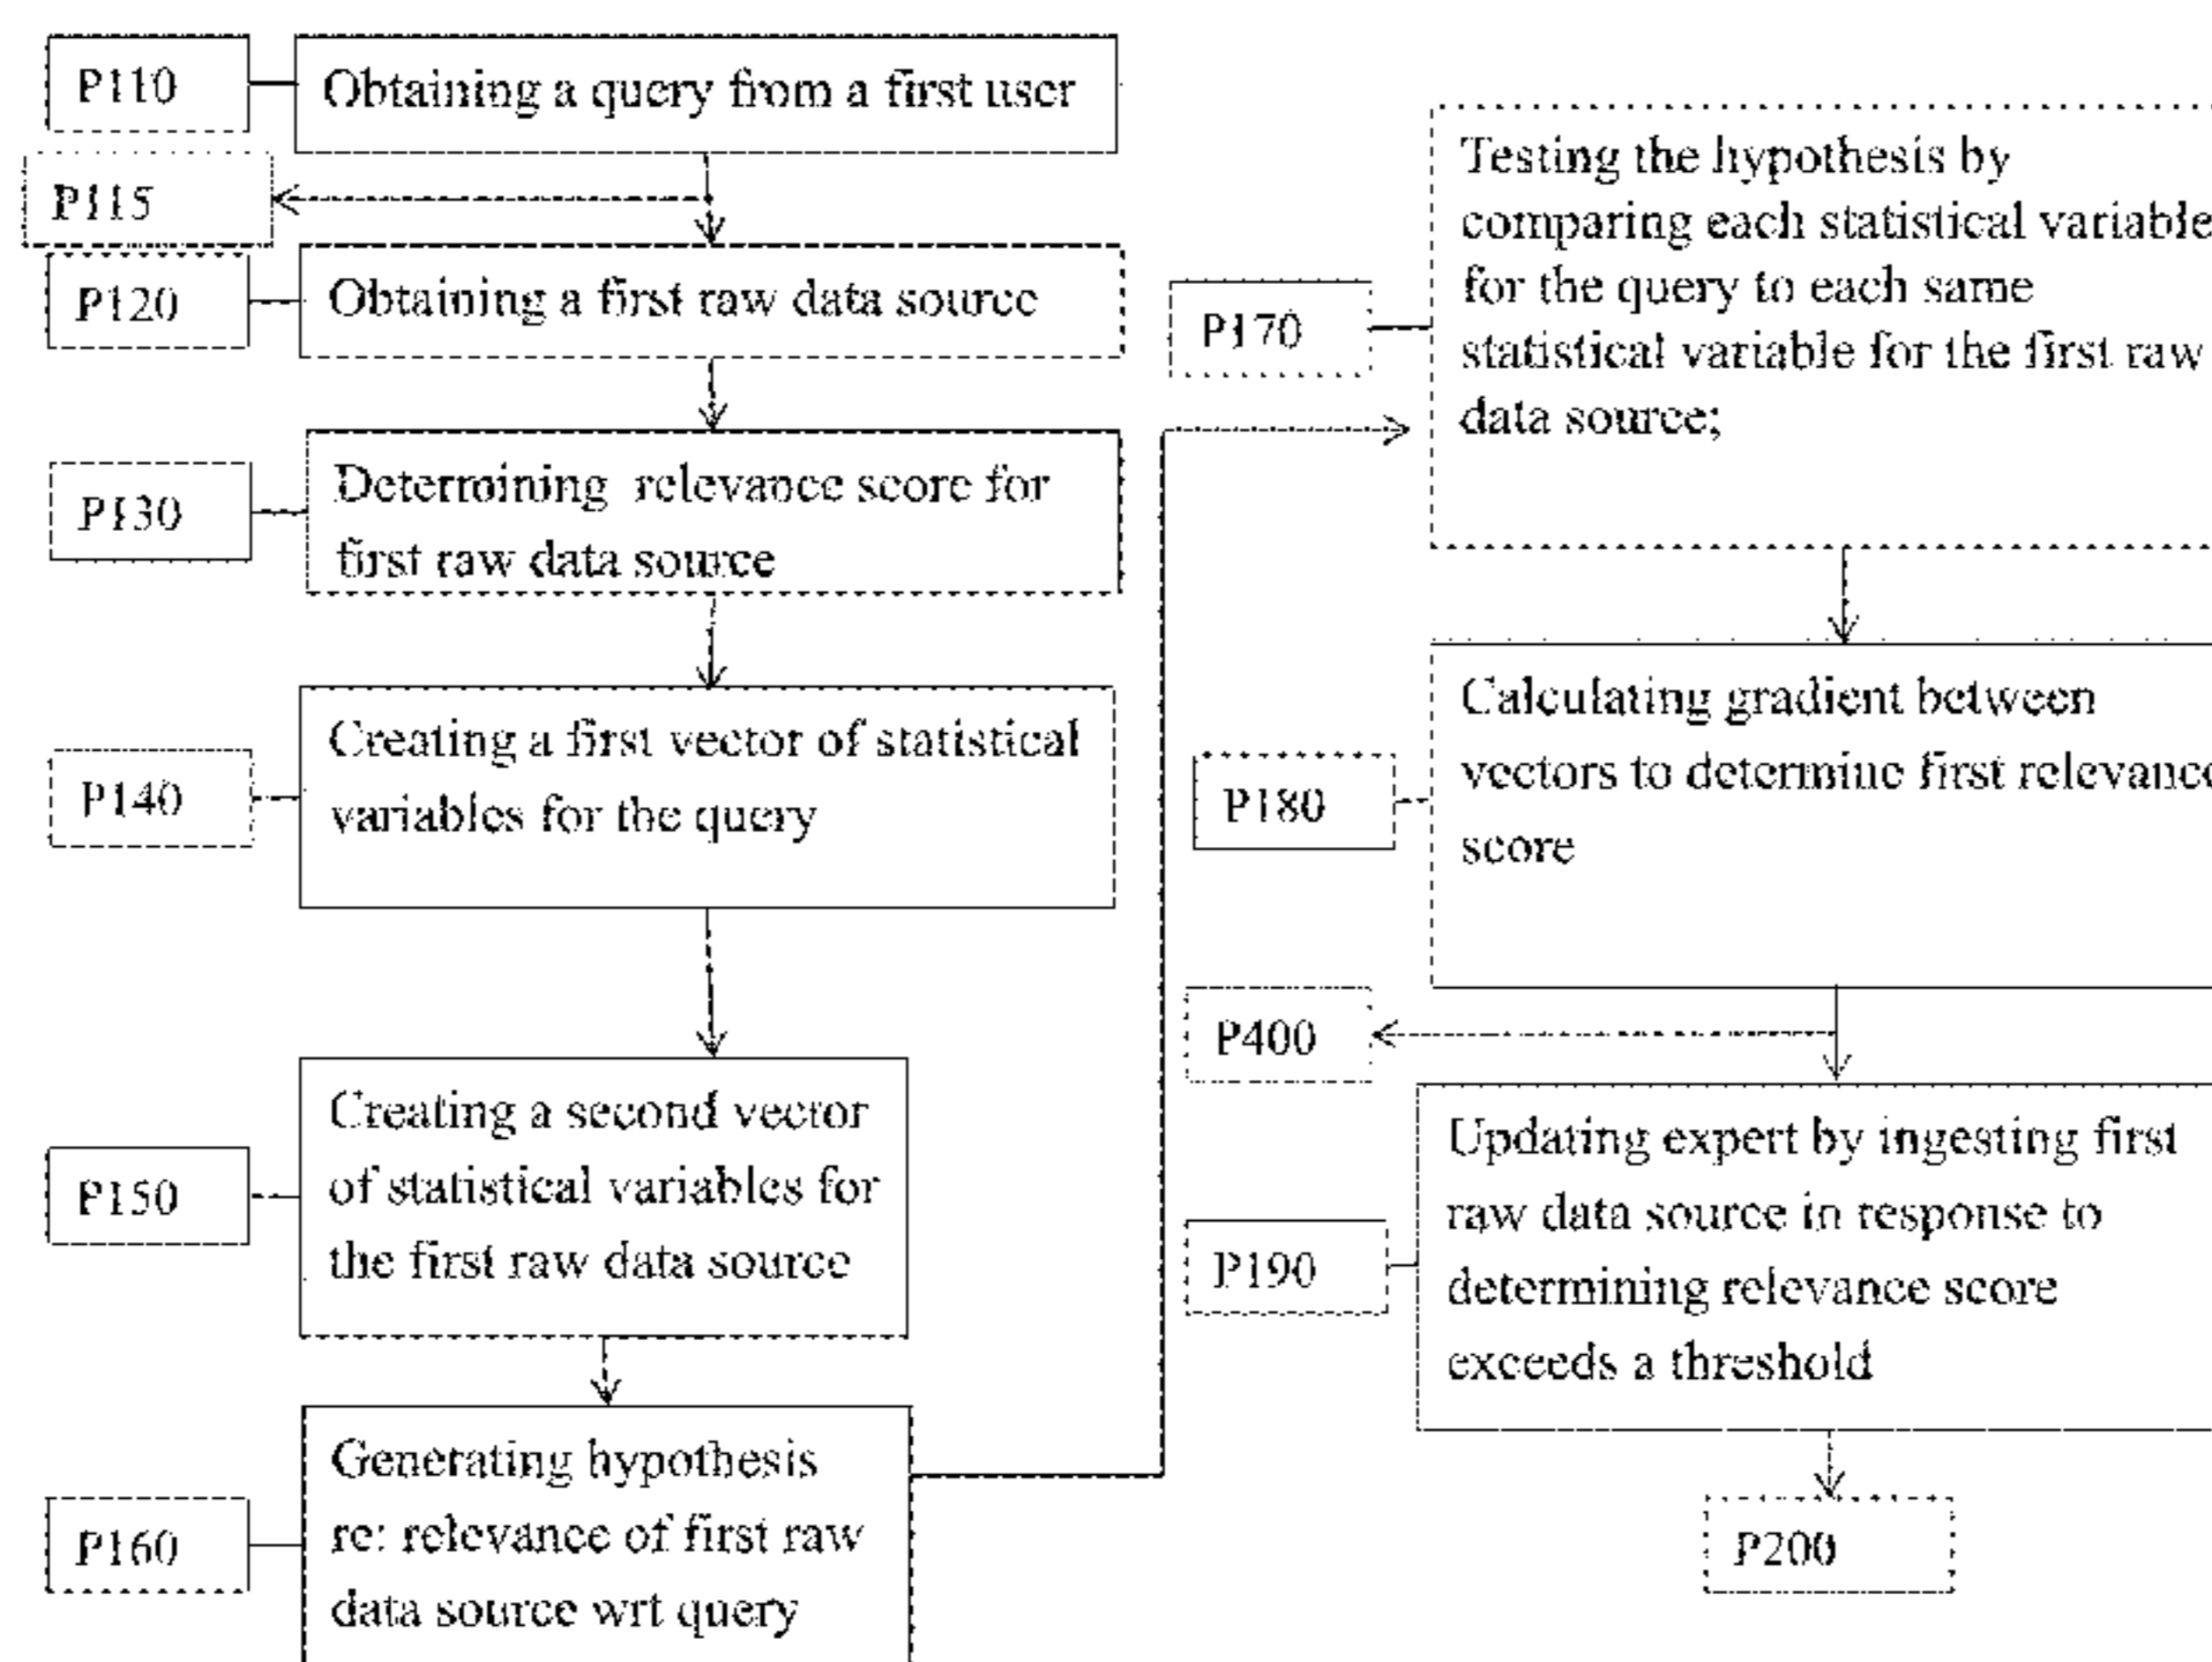 P110
Obtaining a query from a first user
P115
P120
Obtaining a first raw data source
P130
Determining relevance score for
first raw data source
P140
Creating a first vector of statistical
variables for the query
P150
Creating a second vector
of statistical variables for
the first raw data source
P160
Generating hypothesis
re: relevance of first raw
data source wrt query
P170
Testing the hypothesis by
comparing each statistical variable
for the query to each same
statistical variable for the first raw
data source;
P180
Calculating gradient between
vectors to determine first relevance
score
P400
P190
Updating expert by ingesting first
raw data source in response to
determining relevance score
exceeds a threshold
P200